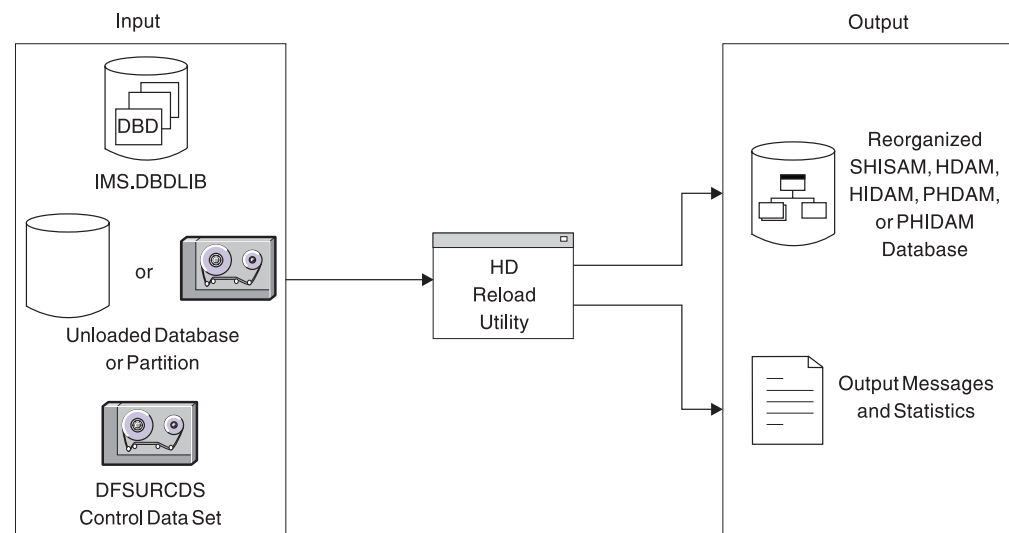 Input
DBD
IMS.DBDLIB
or
Unloaded Database
or Partition
DFSURCDS
Control Data Set
HD
Reload
Utility
Output
Reorganized
SHISAM, HDAM,
HIDAM, PHDAM,
or PHIDAM
Database
Output Messages
and Statistics